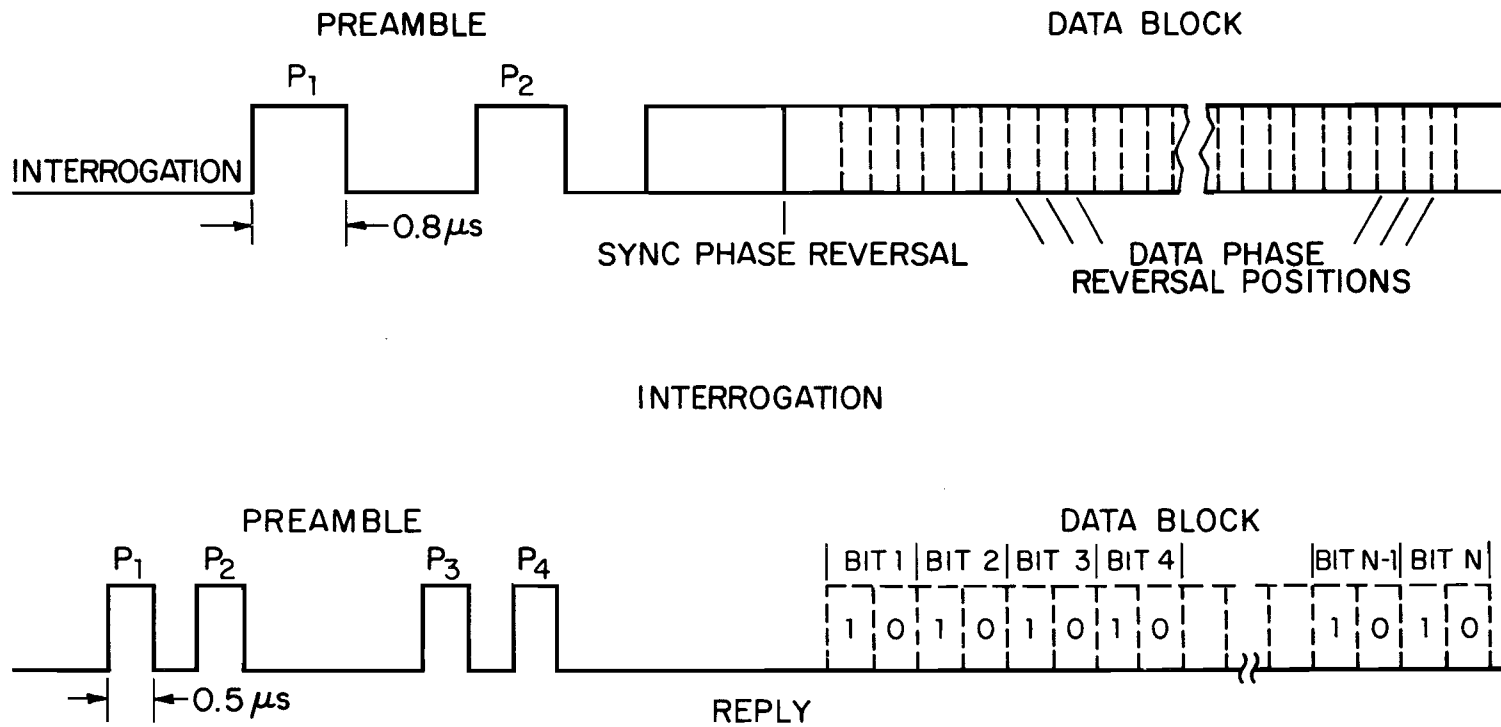 PREAMBLE DATA BLOCK
P1 P2
INTERROGATION
0.8 μs
SYNC PHASE REVERSAL
DATA PHASE
REVERSAL POSITIONS
INTERROGATION
PREAMBLE DATA BLOCK
P1 P2 P3 P4 BIT 1 BIT 2 BIT 3 BIT 4 BIT N-1 BIT N
1 0 1 0 1 0 1 0 1 0 1 0
0.5 μs
REPLY